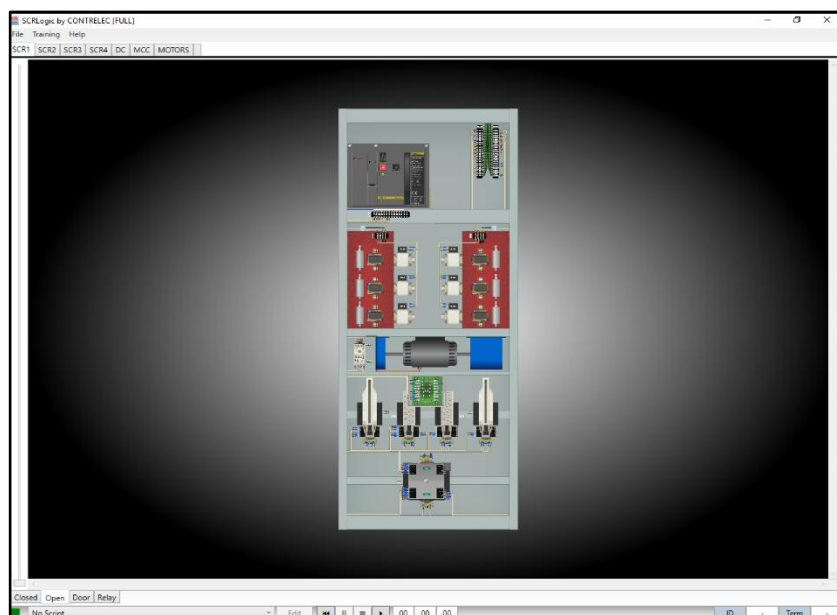 SCRLogic by CONTRELEC [FULL]
File Training Help
SCR1 SCR2 SCR3 SCR4 DC MCC MOTORS
Closed Open Door Relay
No Script Edit 00 00 00 ID - Term -